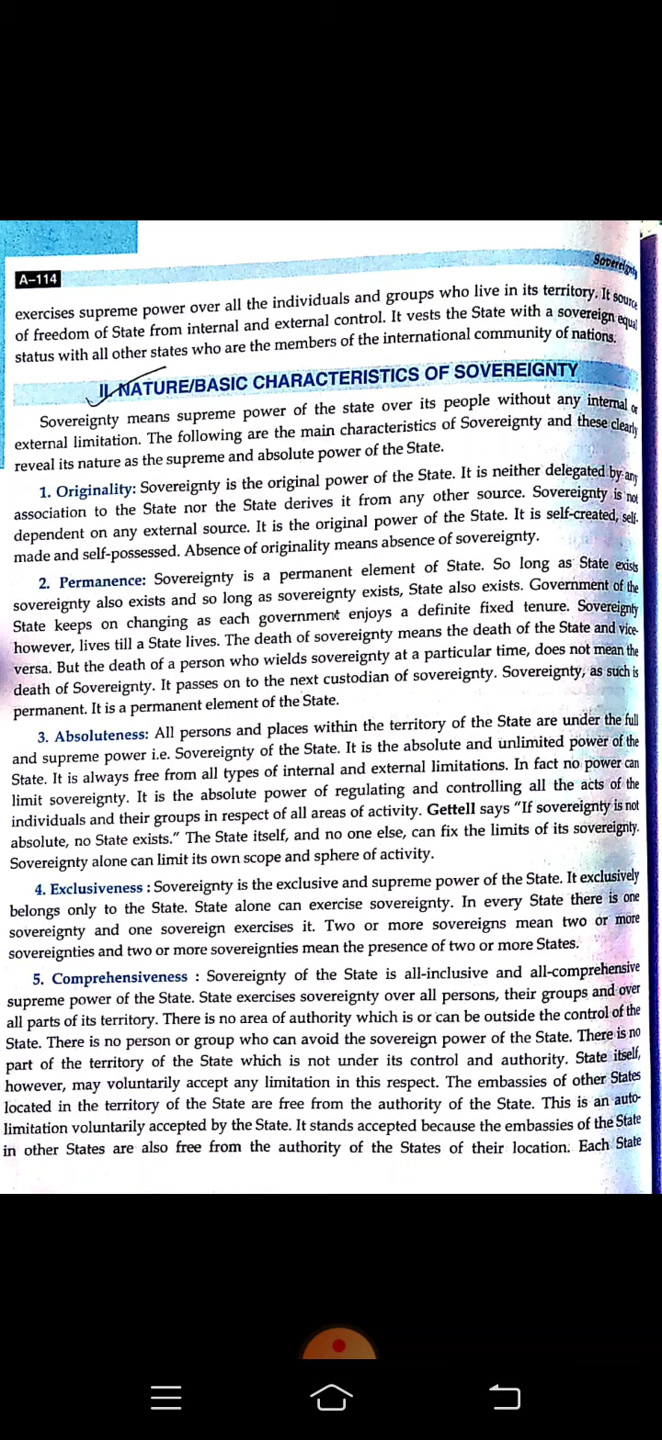 Sovereignty
A-114
exercises supreme power over all the individuals and groups who live in its territory. It source
of freedom of State from internal and external control. It vests the State with a sovereign equal
status with all other states who are the members of the international community of nations.
II. NATURE/BASIC CHARACTERISTICS OF SOVEREIGNTY
Sovereignty means supreme power of the state over its people without any internal or
external limitation. The following are the main characteristics of Sovereignty and these clearly
reveal its nature as the supreme and absolute power of the State.
1. Originality: Sovereignty is the original power of the State. It is neither delegated by any
association to the State nor the State derives it from any other source. Sovereignty is not
dependent on any external source. It is the original power of the State. It is self-created, self-
made and self-possessed. Absence of originality means absence of sovereignty.
2. Permanence: Sovereignty is a permanent element of State. So long as State exists
sovereignty also exists and so long as sovereignty exists, State also exists. Government of the
State keeps on changing as each government enjoys a definite fixed tenure. Sovereignty
however, lives till a State lives. The death of sovereignty means the death of the State and vice-
versa. But the death of a person who wields sovereignty at a particular time, does not mean the
death of Sovereignty. It passes on to the next custodian of sovereignty. Sovereignty, as such is
permanent. It is a permanent element of the State.
3. Absoluteness: All persons and places within the territory of the State are under the full
and supreme power i.e. Sovereignty of the State. It is the absolute and unlimited power of the
State. It is always free from all types of internal and external limitations. In fact no power can
limit sovereignty. It is the absolute power of regulating and controlling all the acts of the
individuals and their groups in respect of all areas of activity. Gettell says "If sovereignty is not
absolute, no State exists." The State itself, and no one else, can fix the limits of its sovereignty.
Sovereignty alone can limit its own scope and sphere of activity.
4. Exclusiveness : Sovereignty is the exclusive and supreme power of the State. It exclusively
belongs only to the State. State alone can exercise sovereignty. In every State there is one
sovereignty and one sovereign exercises it. Two or more sovereigns mean two or more
sovereignties and two or more sovereignties mean the presence of two or more States.
5. Comprehensiveness : Sovereignty of the State is all-inclusive and all-comprehensive
supreme power of the State. State exercises sovereignty over all persons, their groups and over
all parts of its territory. There is no area of authority which is or can be outside the control of the
State. There is no person or group who can avoid the sovereign power of the State. There is no
part of the territory of the State which is not under its control and authority. State itself,
however, may voluntarily accept any limitation in this respect. The embassies of other States
located in the territory of the State are free from the authority of the State. This is an auto-
limitation voluntarily accepted by the State. It stands accepted because the embassies of the State
in other States are also free from the authority of the States of their location. Each State